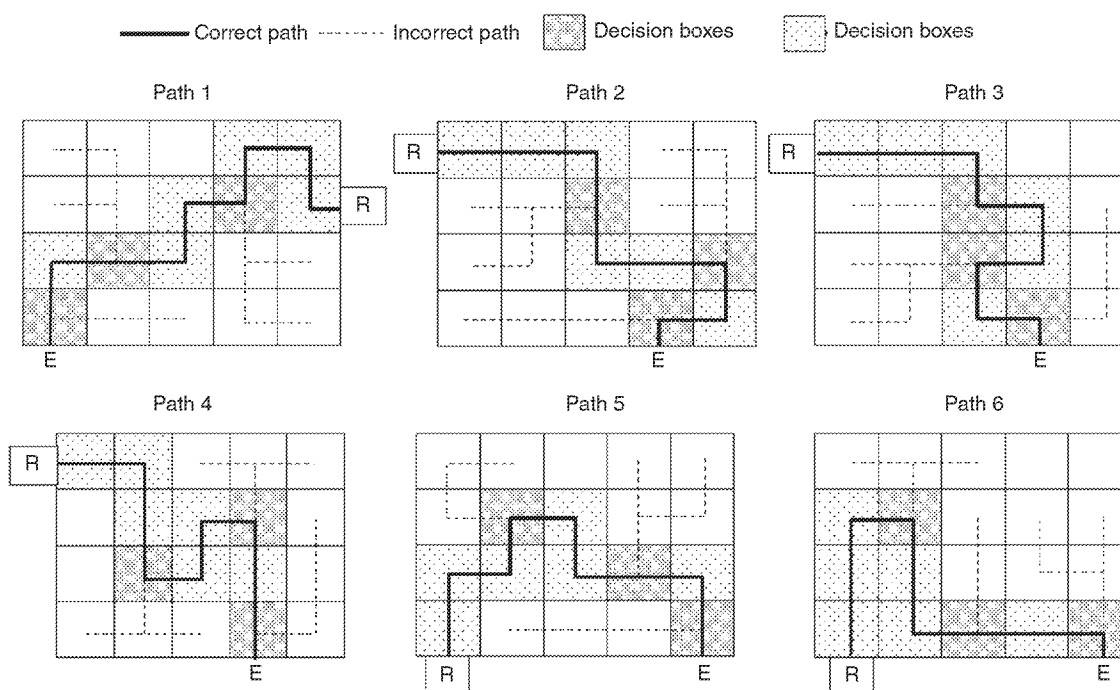 Correct path Incorrect path Decision boxes Decision boxes
Path 1 Path 2 Path 3
R R
R
E E E
Path 4 Path 5 Path 6
R
E E E
R R